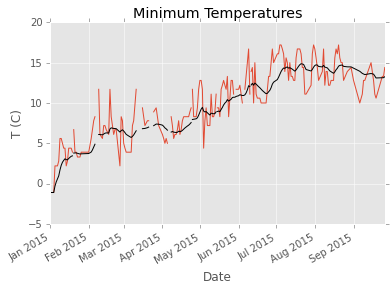 Minimum Temperatures
20
15
10
5
0
−5
T (C)
Jan 2015
Feb 2015
Mar 2015
Apr 2015
May 2015
Jun 2015
Jul 2015
Aug 2015
Sep 2015
Date